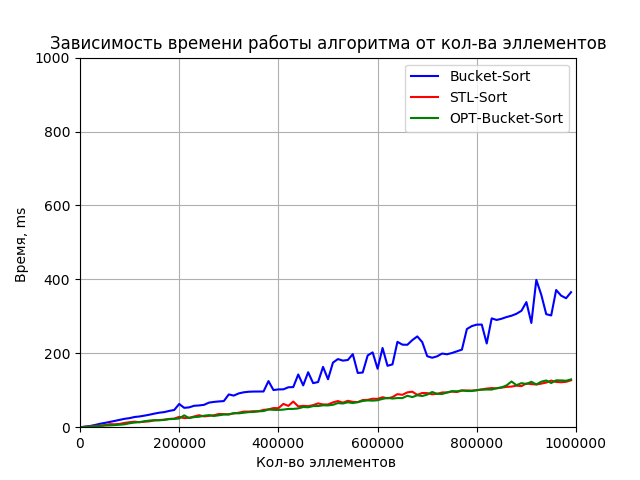 Зависимость времени работы алгоритма от кол-ва эллементов
1000
800
600
400
200
0
Время, ms
Bucket-Sort
STL-Sort
OPT-Bucket-Sort
0
200000
400000
600000
800000
1000000
Кол-во эллементов